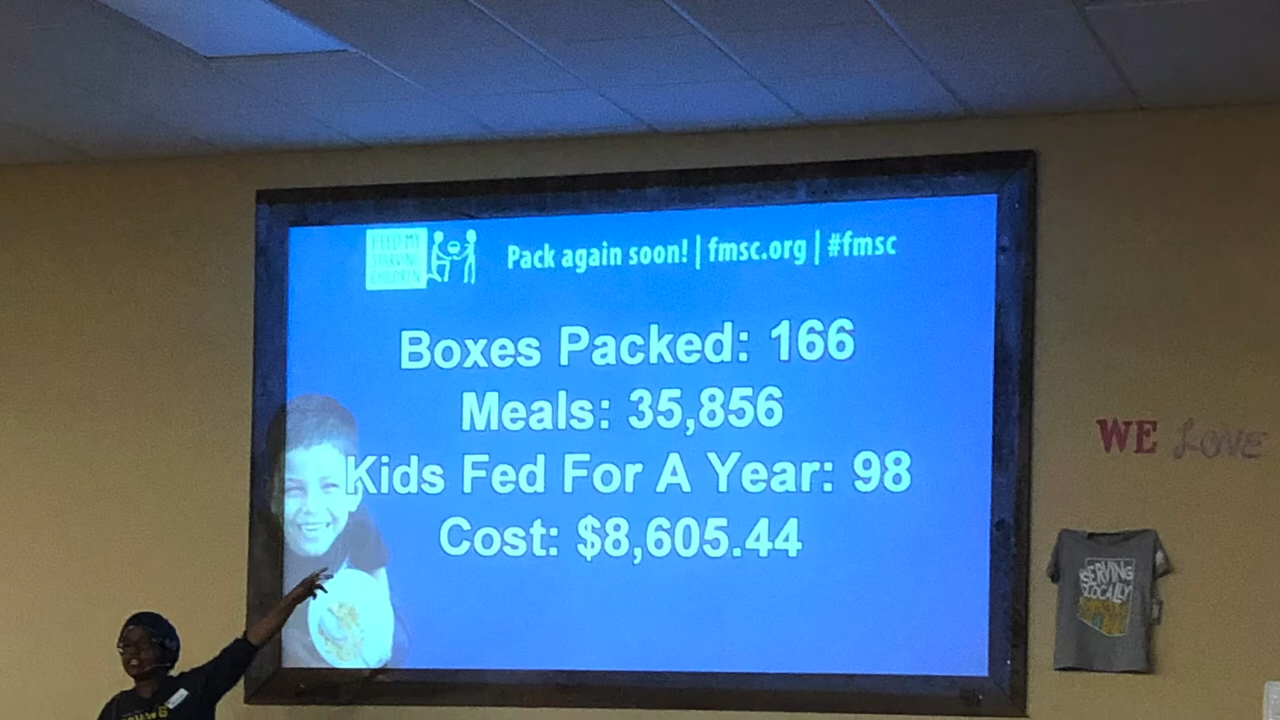 FEED MY
STARVING
CHILDREN
Pack again soon! | fmsc.org | #fmsc
Boxes Packed: 166
Meals: 35,856
Kids Fed For A Year: 98
Cost: $8,605.44
WE LOVE
SERVING
LOCALLY